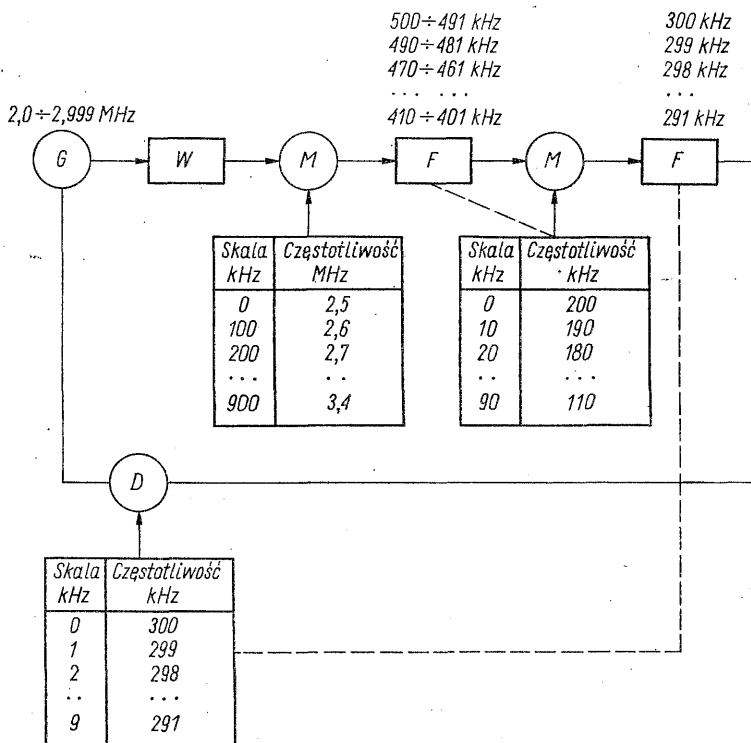 500÷491 kHz
490÷481 kHz
470÷461 kHz
... ...
410÷401 kHz
300 kHz
299 kHz
298 kHz
...
291 kHz
2,0÷2,999 MHz
G W M F M F
Skala kHz Częstotliwość MHz
0 2,5
100 2,6
200 2,7
... ..
900 3,4
Skala kHz Częstotliwość kHz
0 200
10 190
20 180
.. ...
90 110
D
Skala kHz Częstotliwość kHz
0 300
1 299
2 298
.. ...
9 291